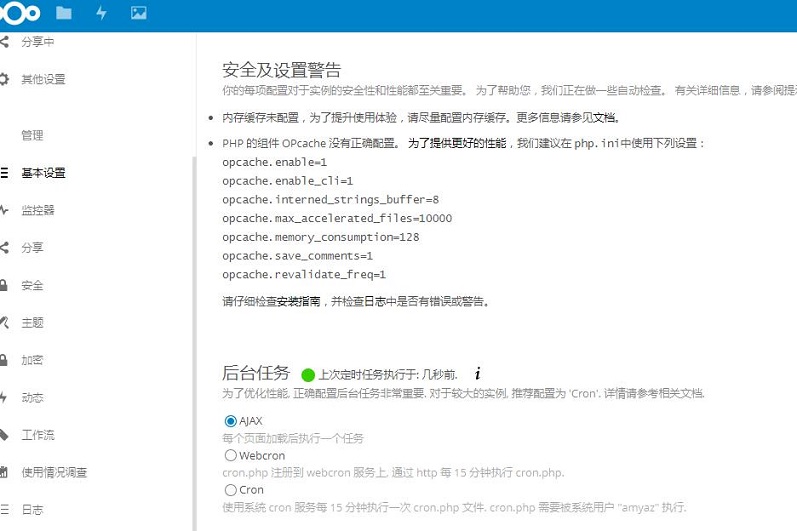 分享中
其他设置
管理
基本设置
监控器
分享
安全
主题
加密
动态
工作流
使用情况调查
日志
安全及设置警告
你的每项配置对于实例的安全性和性能都至关重要。 为了帮助您，我们正在做一些自动检查。 有关详细信息，请参阅提示
内存缓存未配置，为了提升使用体验，请尽量配置内存缓存。更多信息请参见文档。
PHP 的组件 OPcache 没有正确配置。 为了提供更好的性能，我们建议在 php.ini中使用下列设置：
opcache.enable=1
opcache.enable_cli=1
opcache.interned_strings_buffer=8
opcache.max_accelerated_files=10000
opcache.memory_consumption=128
opcache.save_comments=1
opcache.revalidate_freq=1
请仔细检查安装指南，并检查日志中是否有错误或警告。
后台任务 上次定时任务执行于: 几秒前. i
为了优化性能, 正确配置后台任务非常重要. 对于较大的实例, 推荐配置为 'Cron'. 详情请参考相关文档.
AJAX
每个页面加载后执行一个任务
Webcron
cron.php 注册到 webcron 服务上, 通过 http 每 15 分钟执行 cron.php.
Cron
使用系统 cron 服务每 15 分钟执行一次 cron.php 文件. cron.php 需要被系统用户 "amyaz" 执行.